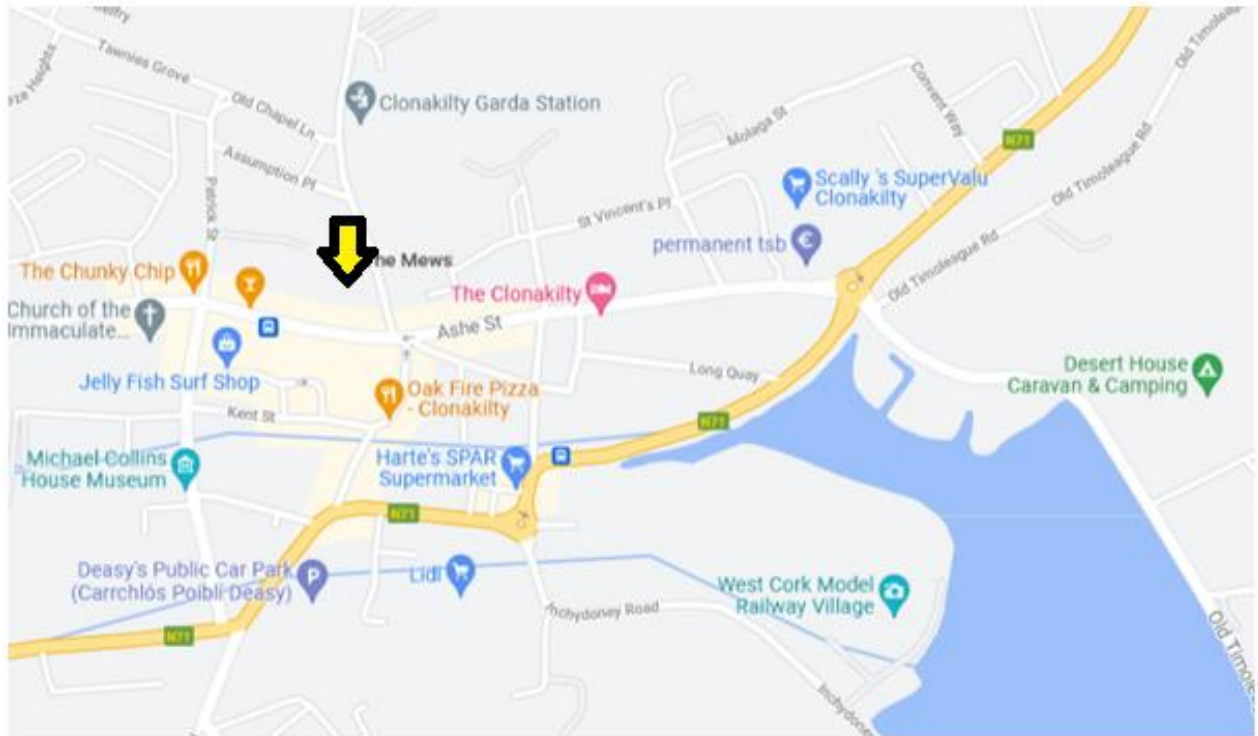 Tawnies Grove
Old Chapel Ln
Clonakilty Garda Station
Assumption Pl
Patrick St
Convent Way
Molaga St
N71
Old Timoleague Rd
Scally 's SuperValu
Clonakilty
St Vincent's Pl
permanent tsb
Old Timoleague Rd
he Mews
The Chunky Chip
The Clonakilty
Church of the
Immaculate...
Ashe St
Jelly Fish Surf Shop
Long Quay
Desert House
Caravan & Camping
Oak Fire Pizza
- Clonakilty
Kent St
N71
Michael Collins
House Museum
Harte's SPAR
Supermarket
N71
Deasy's Public Car Park
(Carrchlós Poiblí Deasy)
P
Lidl
West Cork Model
Railway Village
Inchydoney Road
N71
Inchydoney
Old Timole